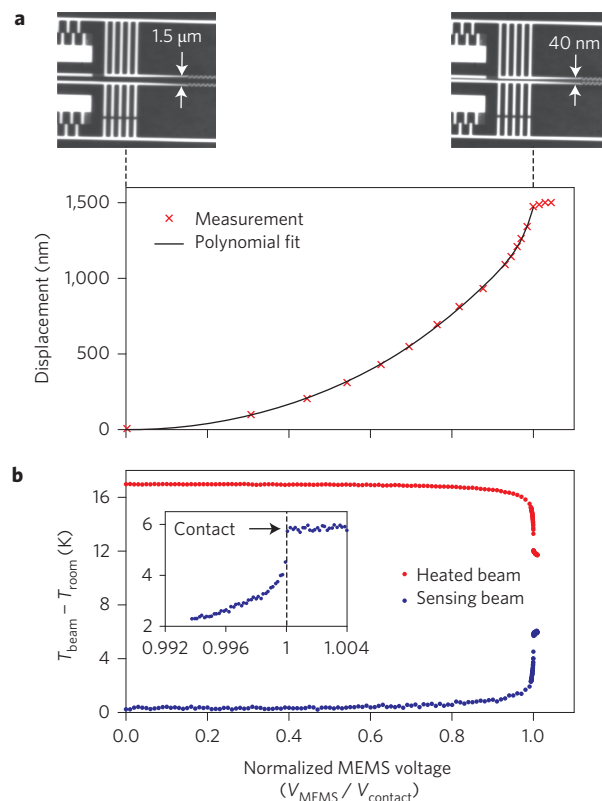 a
1.5 μm
40 nm
1,500
1,000
500
0
Displacement (nm)
Measurement
Polynomial fit
b
16
12
8
4
0
T_beam – T_room (K)
6
4
2
Contact
0.992
0.996
1
1.004
Heated beam
Sensing beam
0.0
0.2
0.4
0.6
0.8
1.0
Normalized MEMS voltage
(V_MEMS / V_contact)